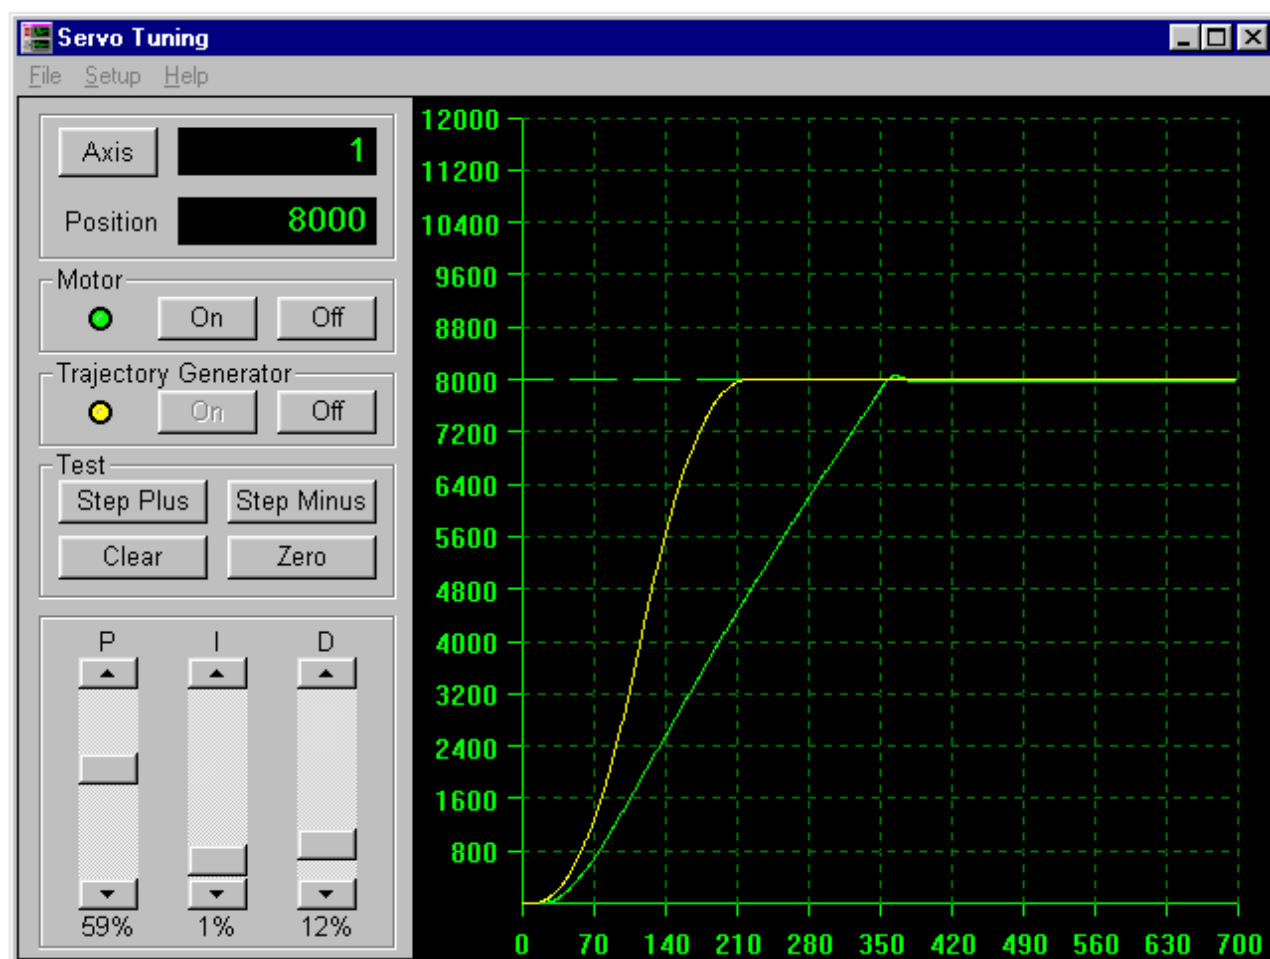 Servo Tuning
File Setup Help
Axis 1
Position 8000
Motor
On Off
Trajectory Generator
On Off
Test
Step Plus Step Minus
Clear Zero
P I D
59% 1% 12%
12000
11200
10400
9600
8800
8000
7200
6400
5600
4800
4000
3200
2400
1600
800
0 70 140 210 280 350 420 490 560 630 700